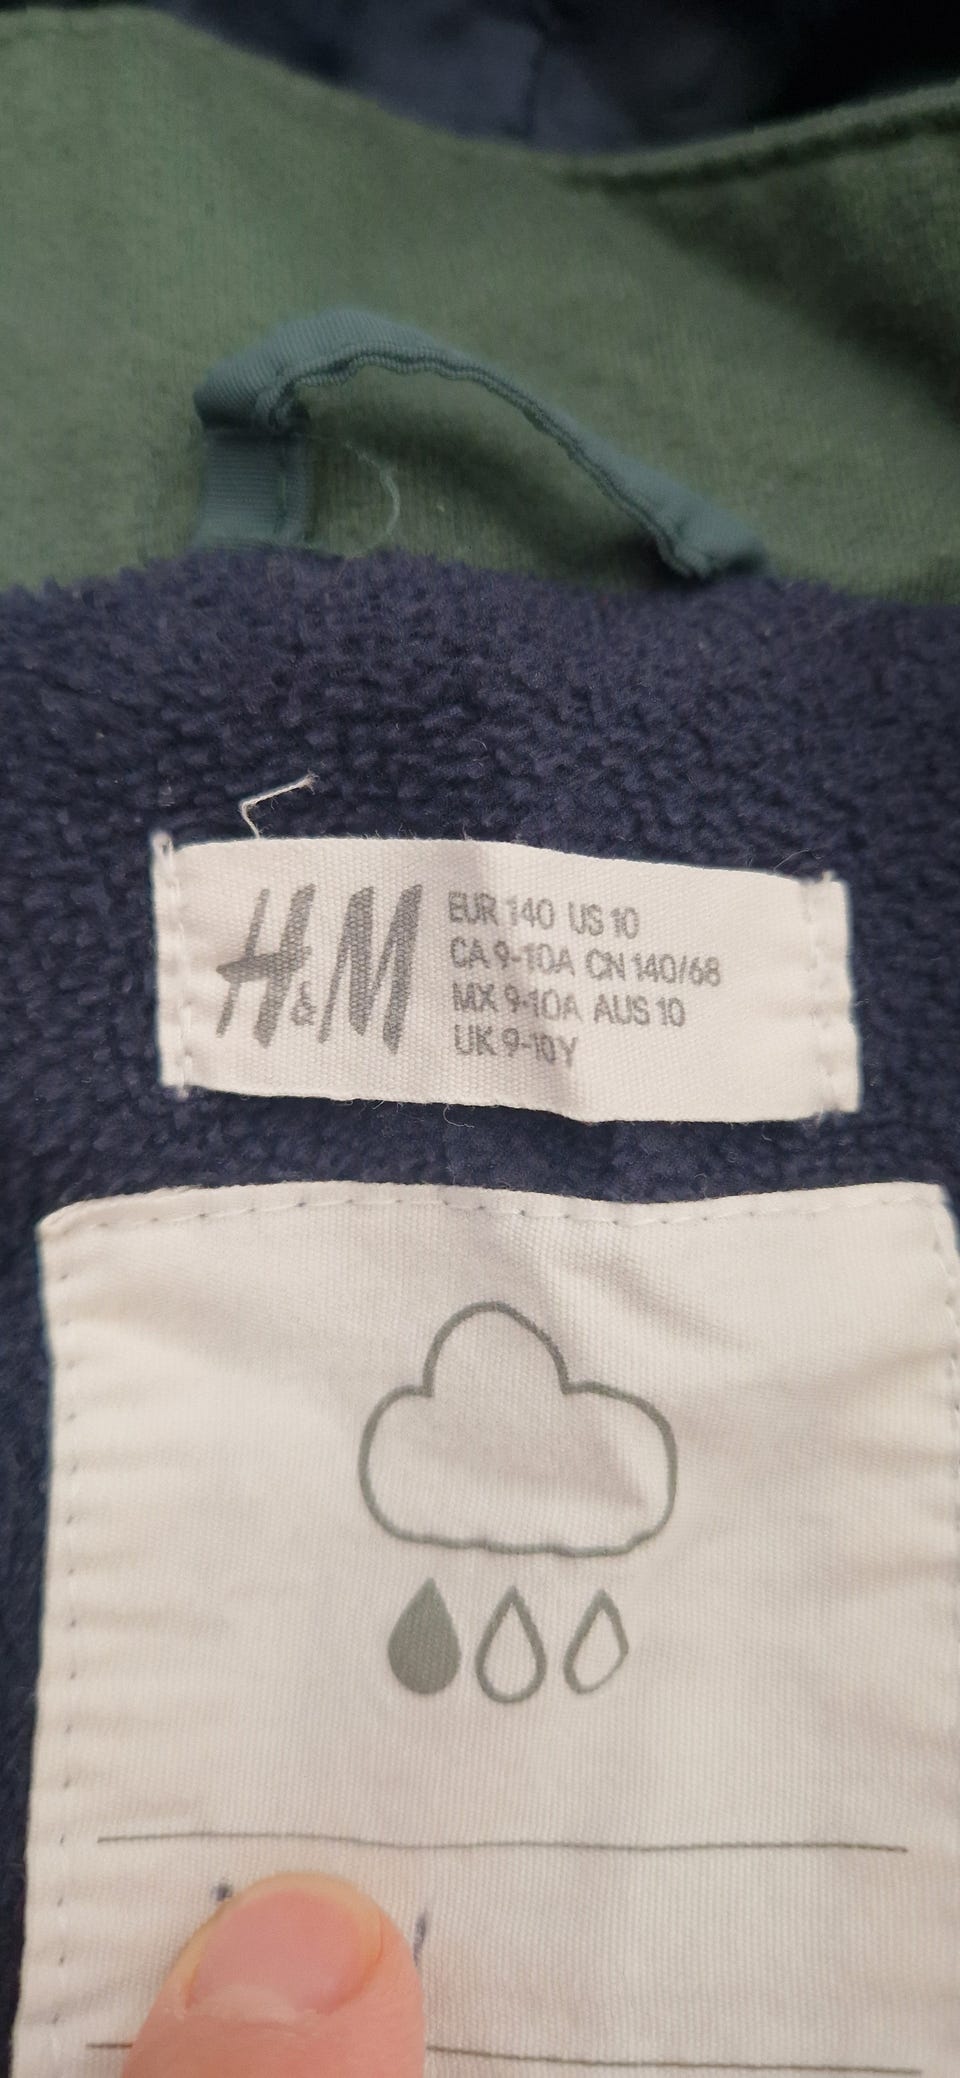 H&M
EUR 140 US 10
CA 9-10A CN 140/68
MX 9-10A AUS 10
UK 9-10Y